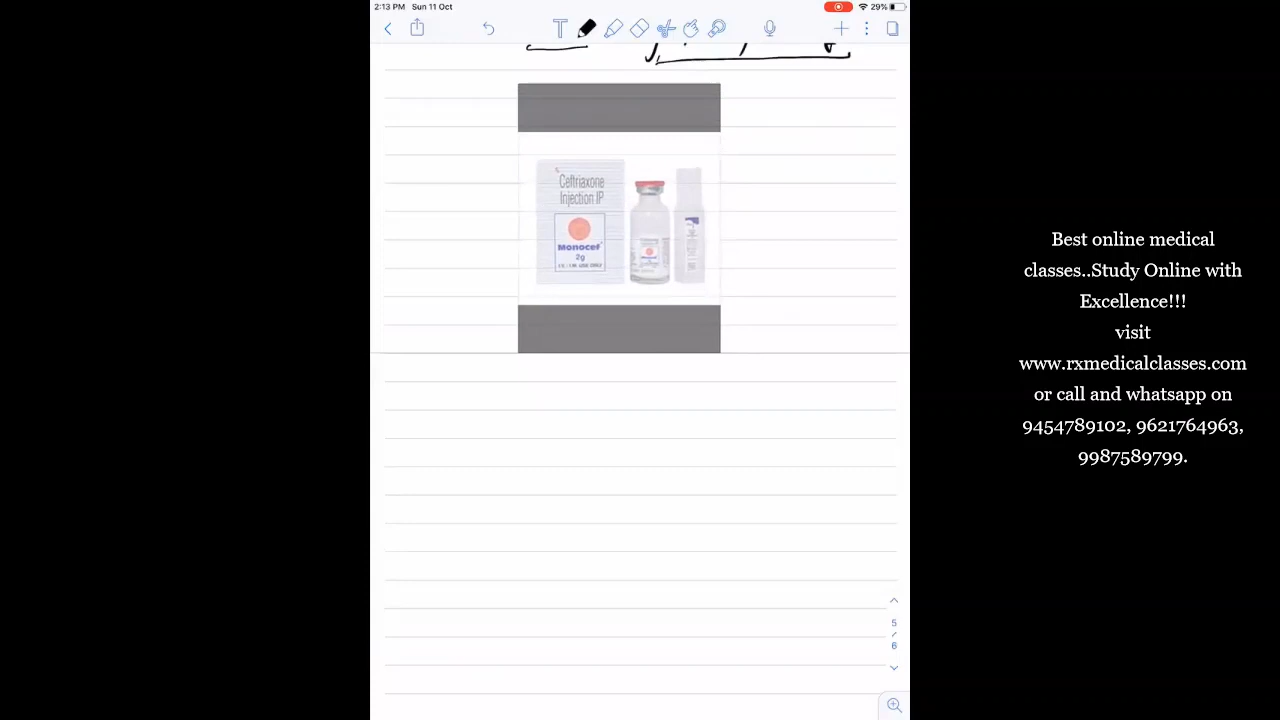 2:13 PM Sun 11 Oct
29%
T
Ceftriaxone
Injection IP
Monocef
2g
Best online medical
classes..Study Online with
Excellence!!!
visit
www.rxmedicalclasses.com
or call and whatsapp on
9454789102, 9621764963,
9987589799.
5
6